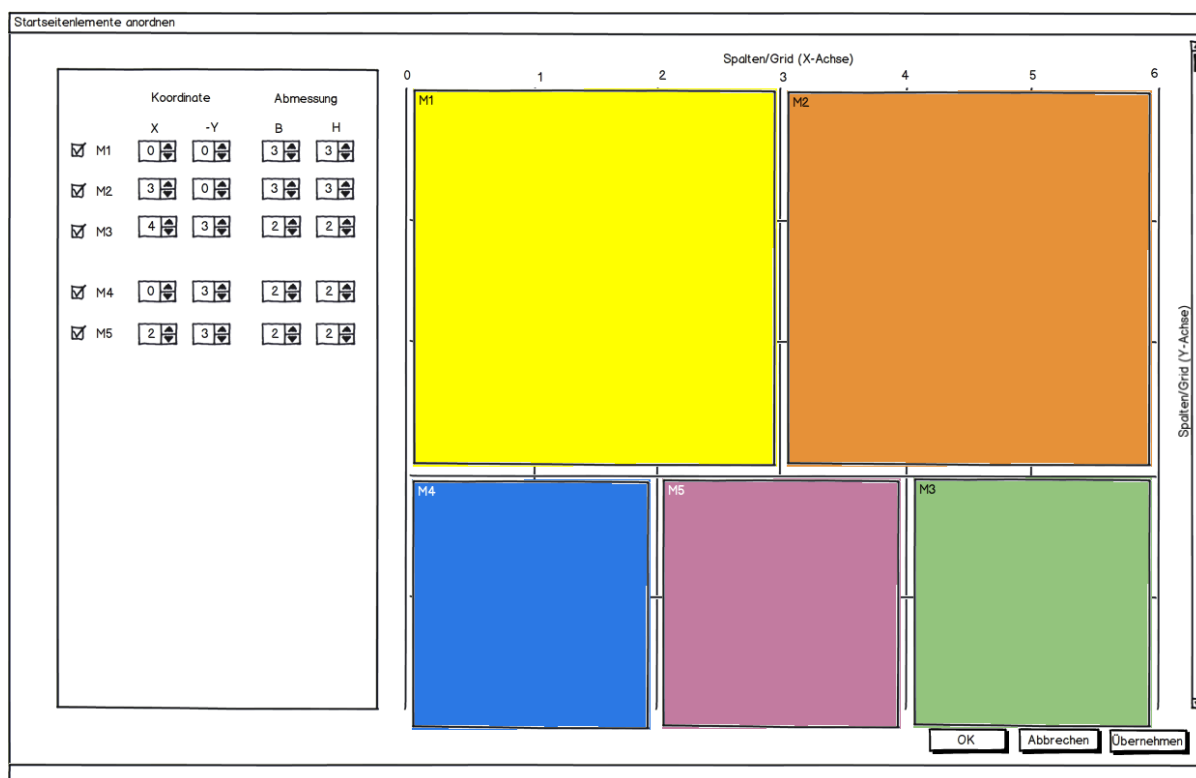 Startseitenlemente anordnen
Spalten/Grid (X-Achse)
0 1 2 3 4 5 6
Koordinate Abmessung
X -Y B H
M1 0 0 3 3
M2 3 0 3 3
M3 4 3 2 2
M4 0 3 2 2
M5 2 3 2 2
M1 M2
M4 M5 M3
Spalten/Grid (Y-Achse)
OK Abbrechen Übernehmen